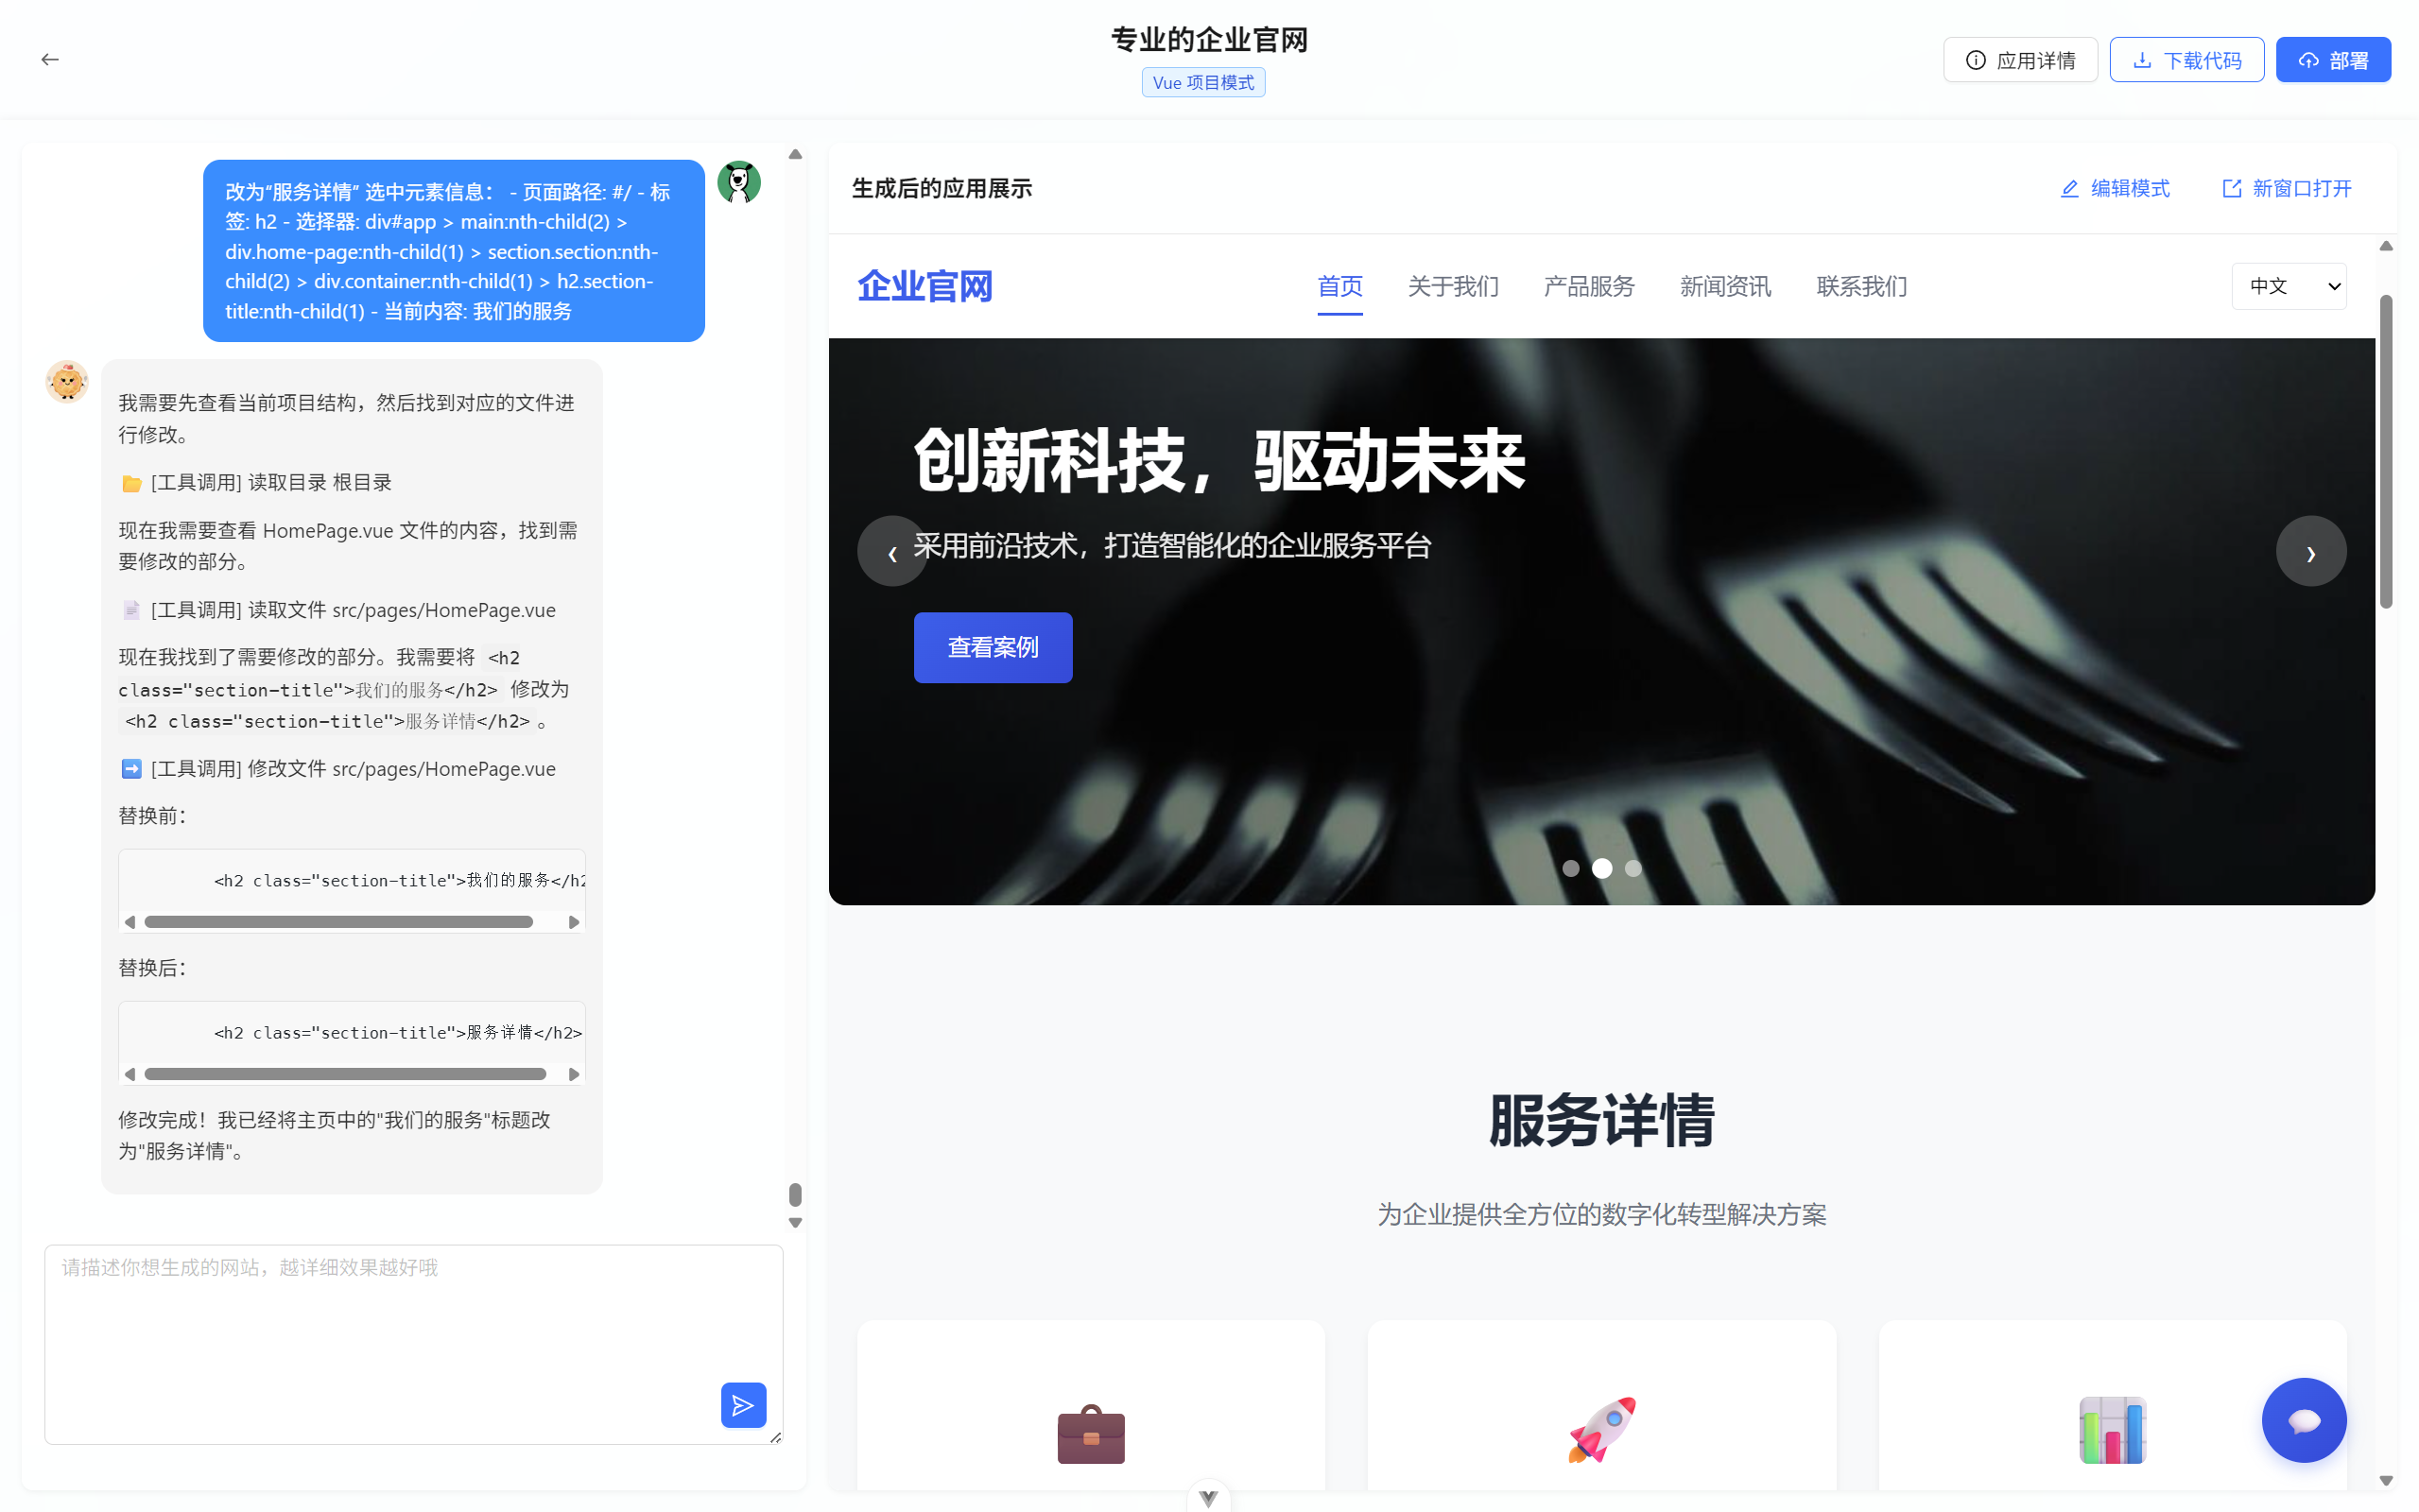 专业的企业官网
Vue 项目模式
应用详情
下载代码
部署
改为“服务详情” 选中元素信息： - 页面路径: #/ - 标
签: h2 - 选择器: div#app > main:nth-child(2) >
div.home-page:nth-child(1) > section.section:nth-
child(2) > div.container:nth-child(1) > h2.section-
title:nth-child(1) - 当前内容: 我们的服务
我需要先查看当前项目结构，然后找到对应的文件进
行修改。
[工具调用] 读取目录 根目录
现在我需要查看 HomePage.vue 文件的内容，找到需
要修改的部分。
[工具调用] 读取文件 src/pages/HomePage.vue
现在我找到了需要修改的部分。我需要将 <h2
class="section-title">我们的服务</h2> 修改为
<h2 class="section-title">服务详情</h2> 。
[工具调用] 修改文件 src/pages/HomePage.vue
替换前：
<h2 class="section-title">我们的服务</h2
替换后：
<h2 class="section-title">服务详情</h2>
修改完成！我已经将主页中的"我们的服务"标题改
为"服务详情"。
请描述你想生成的网站，越详细效果越好哦
生成后的应用展示
编辑模式
新窗口打开
企业官网
首页
关于我们
产品服务
新闻资讯
联系我们
中文
创新科技，驱动未来
采用前沿技术，打造智能化的企业服务平台
查看案例
服务详情
为企业提供全方位的数字化转型解决方案